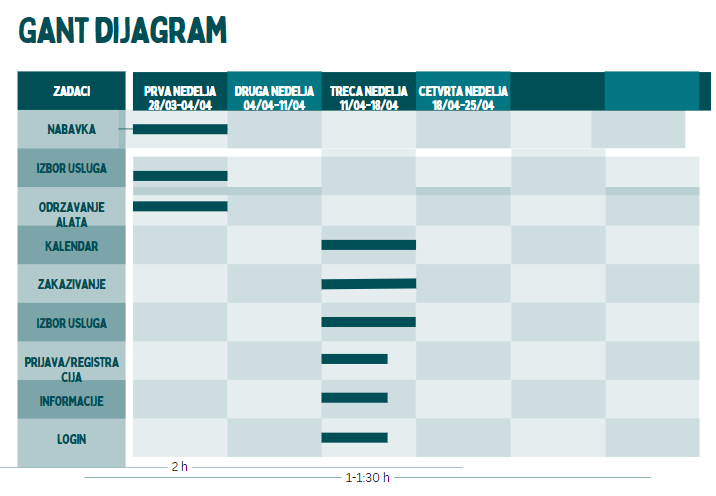 GANT DIJAGRAM
ZADACI
PRVA NEDELJA
28/03-04/04
DRUGA NEDELJA
04/04-11/04
TRECA NEDELJA
11/04-18/04
CETVRTA NEDELJA
18/04-25/04
NABAVKA
IZBOR USLUGA
ODRZAVANJE
ALATA
KALENDAR
ZAKAZIVANJE
IZBOR USLUGA
PRIJAVA/REGISTRA
CIJA
INFORMACIJE
LOGIN
2 h
1-1:30 h